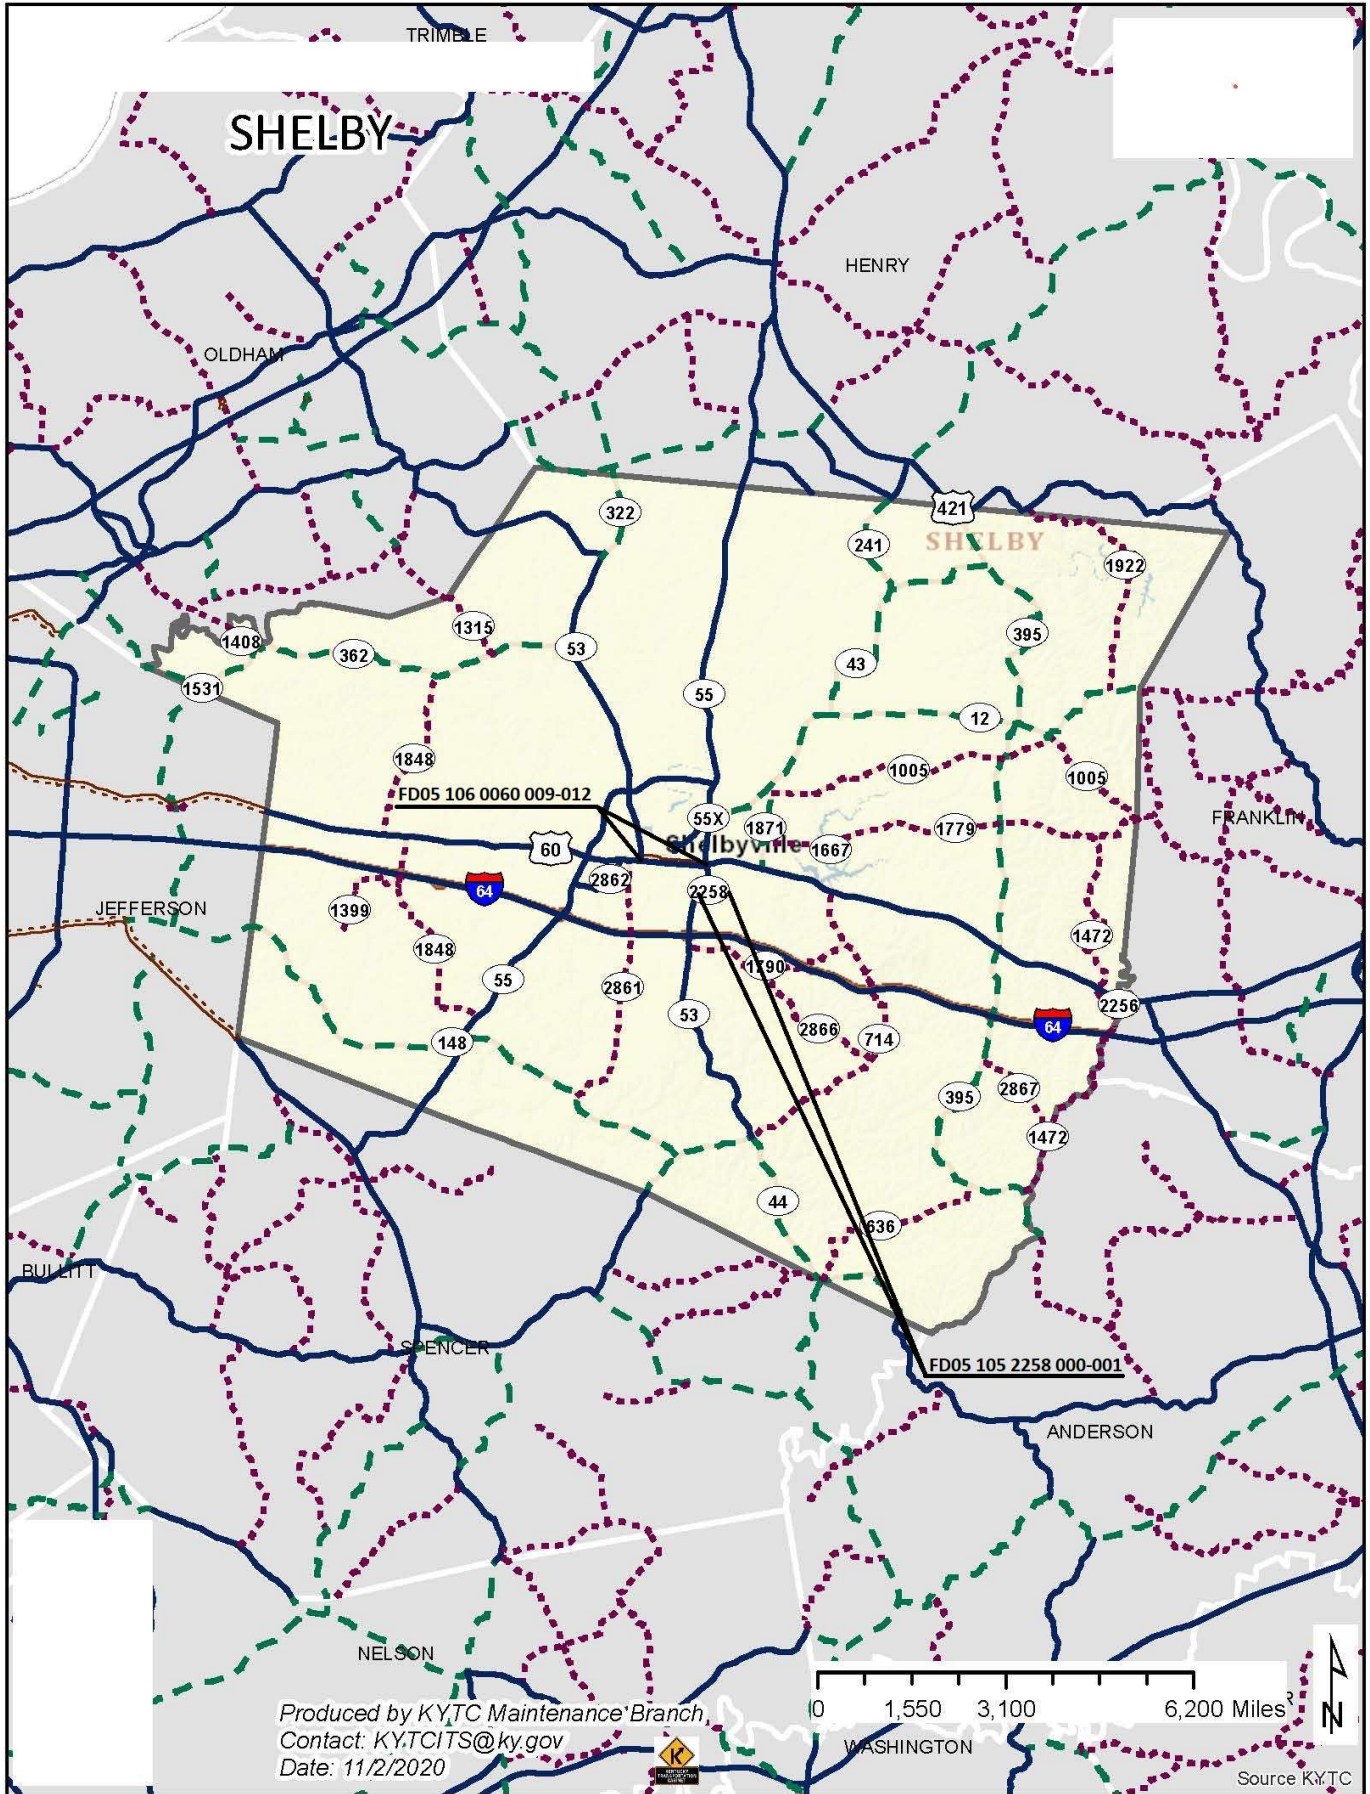 TRIMBLE
SHELBY
HENRY
OLDHAM
322
421
241
SHELBY
1922
1315
395
1408
362
53
43
1531
55
12
1848
1005
1005
FD05 106 0060 009-012
55X
1871
1779
FRANKLIN
Shelbyville
60
1667
2862
64
2258
JEFFERSON
1399
1472
1848
1790
55
2861
2256
53
2866
64
148
714
395
2867
1472
44
636
BULLITT
SPENCER
FD05 105 2258 000-001
ANDERSON
NELSON
0 1,550 3,100 6,200 Miles
R
N
Produced by KYTC Maintenance Branch
Contact: KYTCITS@ky.gov
Date: 11/2/2020
WASHINGTON
K
KENTUCKY
TRANSPORTATION
CABINET
Source KYTC